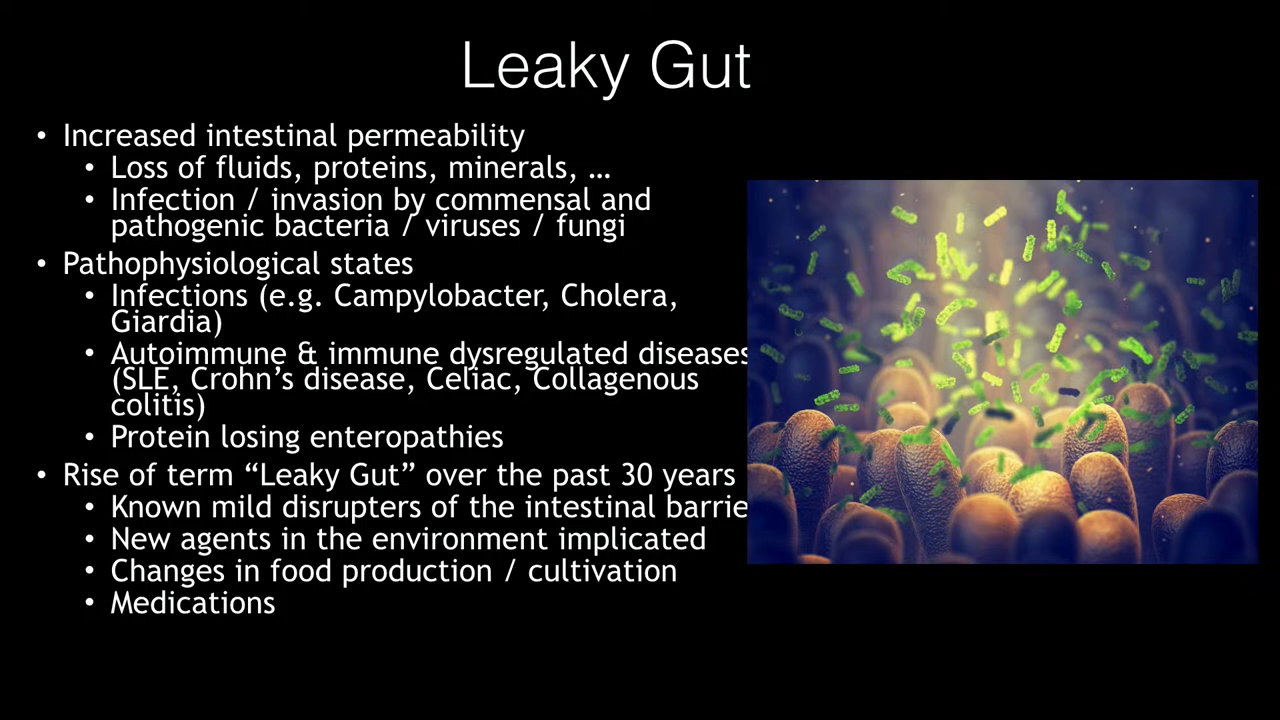 Leaky Gut
• Increased intestinal permeability
• Loss of fluids, proteins, minerals, …
• Infection / invasion by commensal and
pathogenic bacteria / viruses / fungi
• Pathophysiological states
• Infections (e.g. Campylobacter, Cholera,
Giardia)
• Autoimmune & immune dysregulated diseases
(SLE, Crohn’s disease, Celiac, Collagenous
colitis)
• Protein losing enteropathies
• Rise of term “Leaky Gut” over the past 30 years
• Known mild disrupters of the intestinal barrie
• New agents in the environment implicated
• Changes in food production / cultivation
• Medications